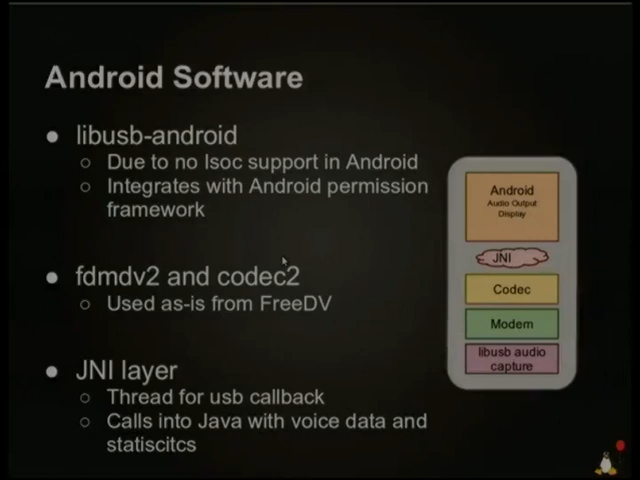 Android Software
● libusb-android
○ Due to no Isoc support in Android
○ Integrates with Android permission
framework
● fdmdv2 and codec2
○ Used as-is from FreeDV
● JNI layer
○ Thread for usb callback
○ Calls into Java with voice data and
statiscitcs
Android
Audio Output
Display
JNI
Codec
Modem
libusb audio
capture